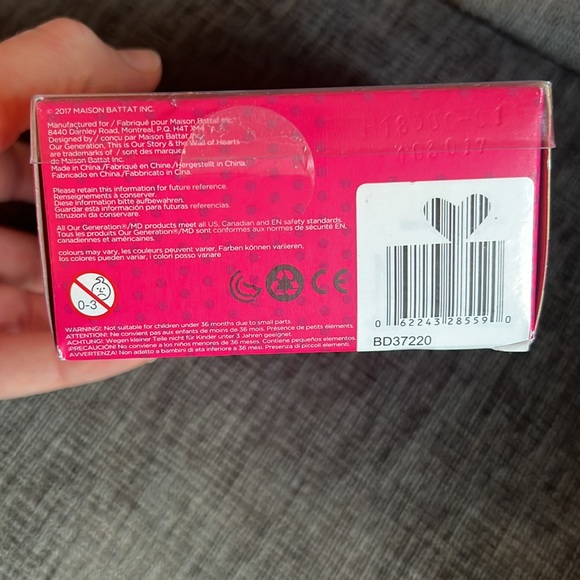 © 2017 MAISON BATTAT INC.
Manufactured for / Fabriqué pour Maison Battat Inc.
8440 Darnley Road, Montreal, P.Q. H4T 1M4
Designed by / conçu par Maison Battat Inc.
Our Generation, This is Our Story & the Wall of Hearts
are trademarks of / sont des marques
de Maison Battat Inc.
Made in China./Fabriqué en Chine./Hergestellt in China.
Fabricado en China./Fabbricato in Cina.
Please retain this information for future reference.
Renseignements à conserver.
Diese information bitte aufbewahren.
Guardar esta información para futuras referencias.
Istruzioni da conservare.
All Our Generation®/MD products meet all US, Canadian and EN safety standards.
Tous les produits Our Generation®/MD sont conformes aux normes de sécurité EN,
canadiennes et américaines.
colours may vary, les couleurs peuvent varier, Farben können variieren,
los colores pueden variar, i colori posso variare
0-3
CE
WARNING: Not suitable for children under 36 months due to small parts.
ATTENTION: Ne convient pas aux enfants de moins de 36 mois. Présence de petits éléments.
ACHTUNG: Wegen kleiner Teile nicht für Kinder unter 3 Jahren geeignet.
¡PRECAUCIÓN! No conviene a los niños menores de 36 meses. Contiene pequeños elementos.
AVVERTENZA! Non adatto a bambini di eta inferiore a 36 mesi. Presenza di piccoli elementi.
0 62243 28559 0
BD37220